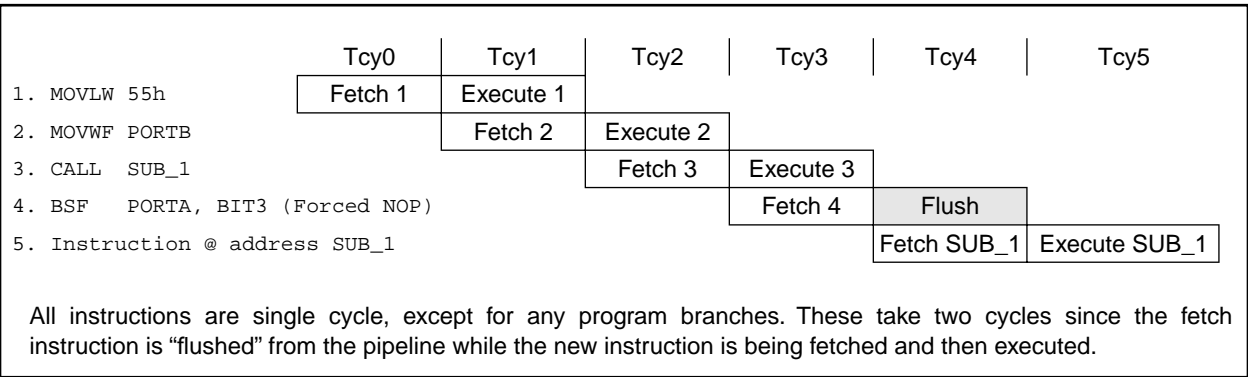 Tcy0 Tcy1 Tcy2 Tcy3 Tcy4 Tcy5
1. MOVLW 55h Fetch 1 Execute 1
2. MOVWF PORTB Fetch 2 Execute 2
3. CALL SUB_1 Fetch 3 Execute 3
4. BSF PORTA, BIT3 (Forced NOP) Fetch 4 Flush
5. Instruction @ address SUB_1 Fetch SUB_1 Execute SUB_1
All instructions are single cycle, except for any program branches. These take two cycles since the fetch
instruction is “flushed” from the pipeline while the new instruction is being fetched and then executed.